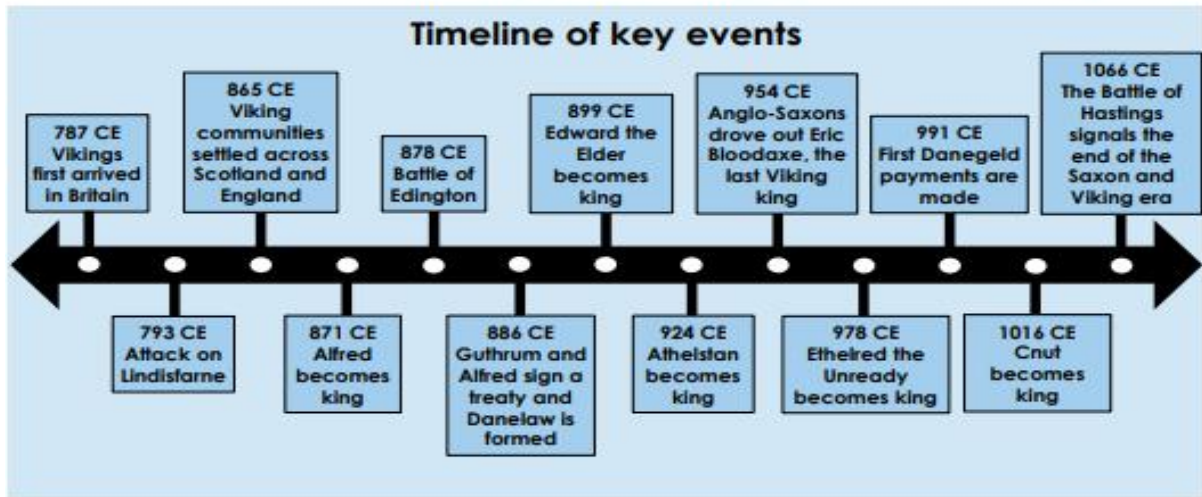 Timeline of key events
787 CE
Vikings
first arrived
in Britain
793 CE
Attack on
Lindisfarne
865 CE
Viking
communities
settled across
Scotland and
England
871 CE
Alfred
becomes
king
878 CE
Battle of
Edington
886 CE
Guthrum and
Alfred sign a
treaty and
Danelaw is
formed
899 CE
Edward the
Elder
becomes
king
924 CE
Athelstan
becomes
king
954 CE
Anglo-Saxons
drove out Eric
Bloodaxe, the
last Viking
king
978 CE
Ethelred the
Unready
becomes king
991 CE
First Danegeld
payments are
made
1016 CE
Cnut
becomes
king
1066 CE
The Battle of
Hastings
signals the
end of the
Saxon and
Viking era